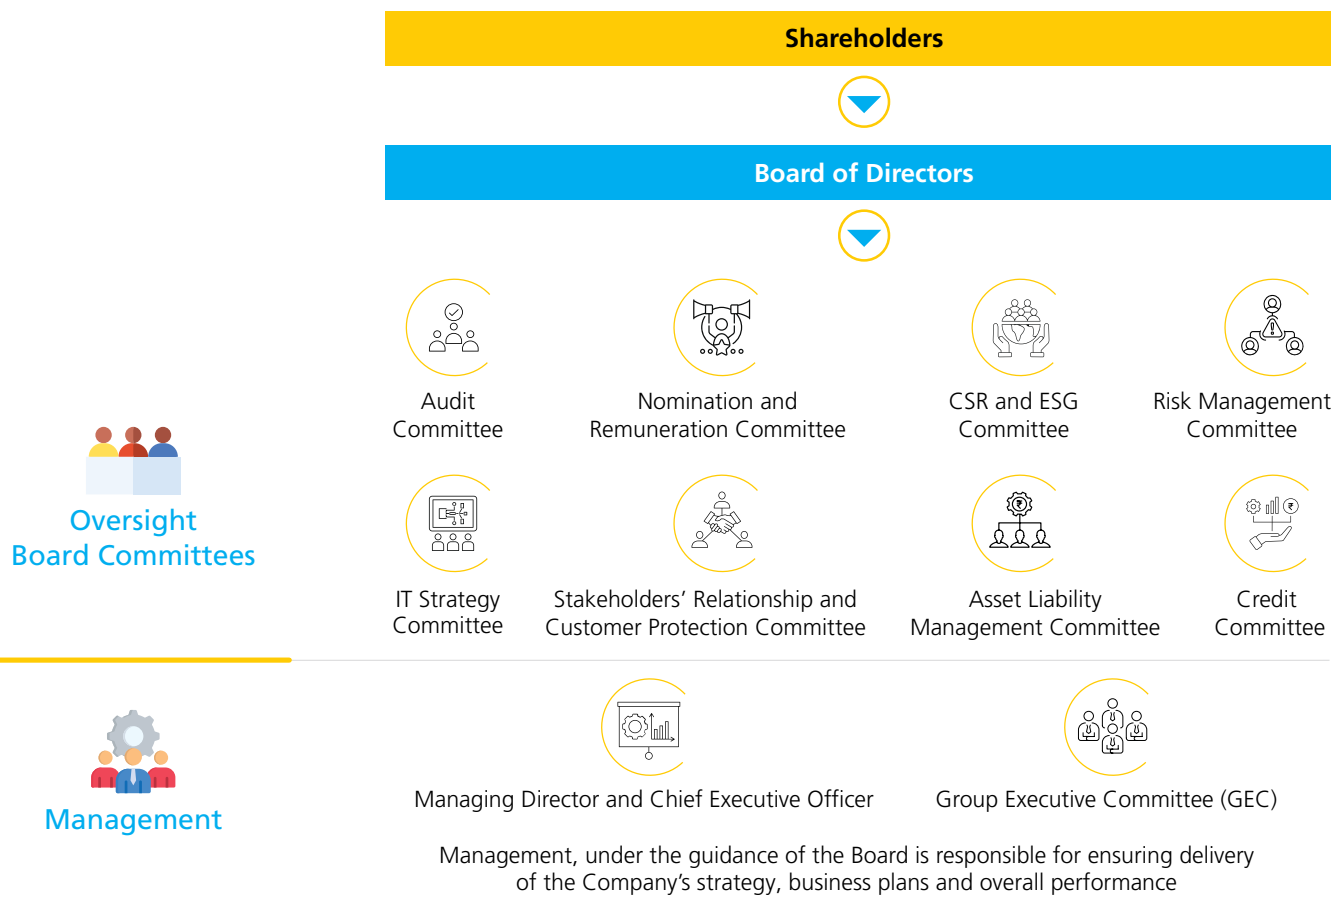 Shareholders
Board of Directors
Audit
Committee
Nomination and
Remuneration Committee
CSR and ESG
Committee
Risk Management
Committee
Oversight
Board Committees
IT Strategy
Committee
Stakeholders’ Relationship and
Customer Protection Committee
Asset Liability
Management Committee
Credit
Committee
Management
Managing Director and Chief Executive Officer
Group Executive Committee (GEC)
Management, under the guidance of the Board is responsible for ensuring delivery
of the Company’s strategy, business plans and overall performance